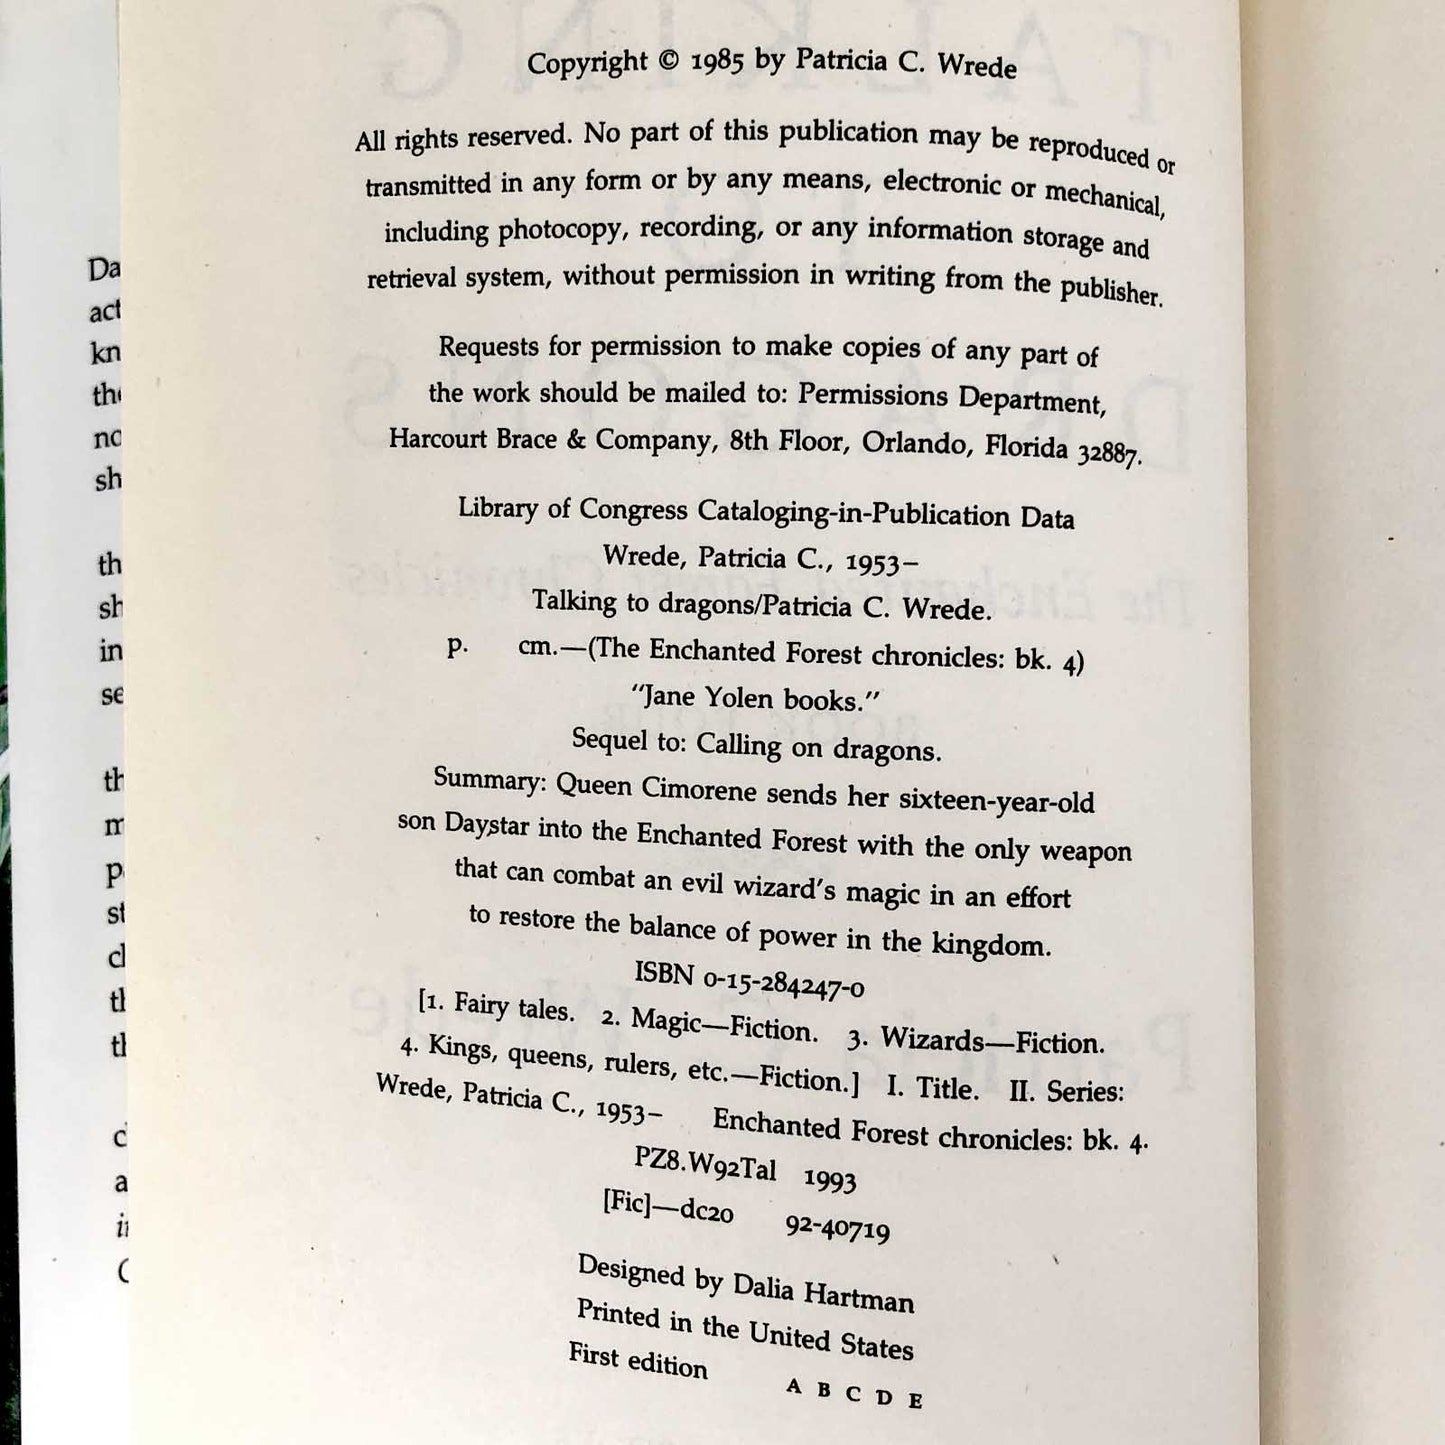 Copyright © 1985 by Patricia C. Wrede
All rights reserved. No part of this publication may be reproduced or
transmitted in any form or by any means, electronic or mechanical,
including photocopy, recording, or any information storage and
retrieval system, without permission in writing from the publisher.
Requests for permission to make copies of any part of
the work should be mailed to: Permissions Department,
Harcourt Brace & Company, 8th Floor, Orlando, Florida 32887.
Library of Congress Cataloging-in-Publication Data
Wrede, Patricia C., 1953–
Talking to dragons/Patricia C. Wrede.
p. cm.—(The Enchanted Forest chronicles: bk. 4)
"Jane Yolen books."
Sequel to: Calling on dragons.
Summary: Queen Cimorene sends her sixteen-year-old
son Daystar into the Enchanted Forest with the only weapon
that can combat an evil wizard's magic in an effort
to restore the balance of power in the kingdom.
ISBN 0-15-284247-0
[1. Fairy tales. 2. Magic—Fiction. 3. Wizards—Fiction.
4. Kings, queens, rulers, etc.—Fiction.] I. Title. II. Series:
Wrede, Patricia C., 1953– Enchanted Forest chronicles: bk. 4.
PZ8.W92Tal 1993
[Fic]—dc20 92-40719
Designed by Dalia Hartman
Printed in the United States
First edition
A B C D E